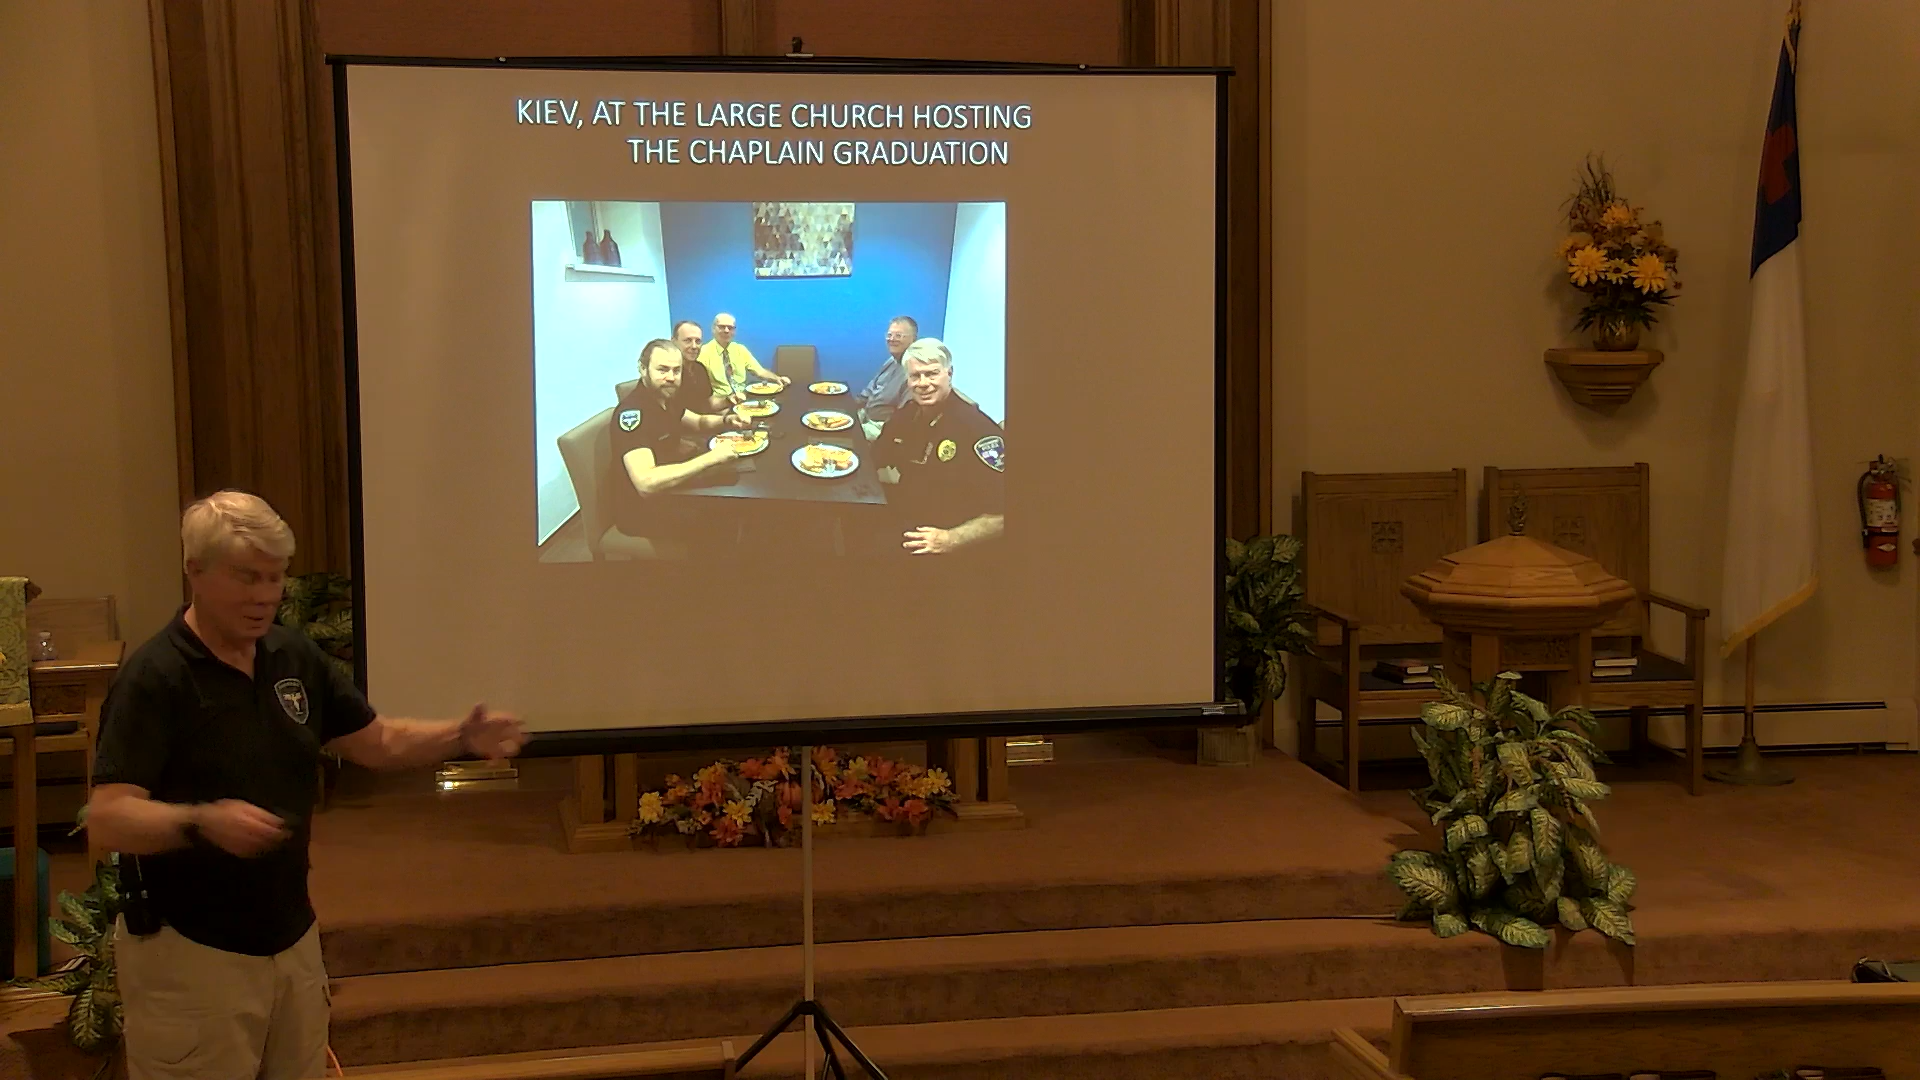 KIEV, AT THE LARGE CHURCH HOSTING
THE CHAPLAIN GRADUATION